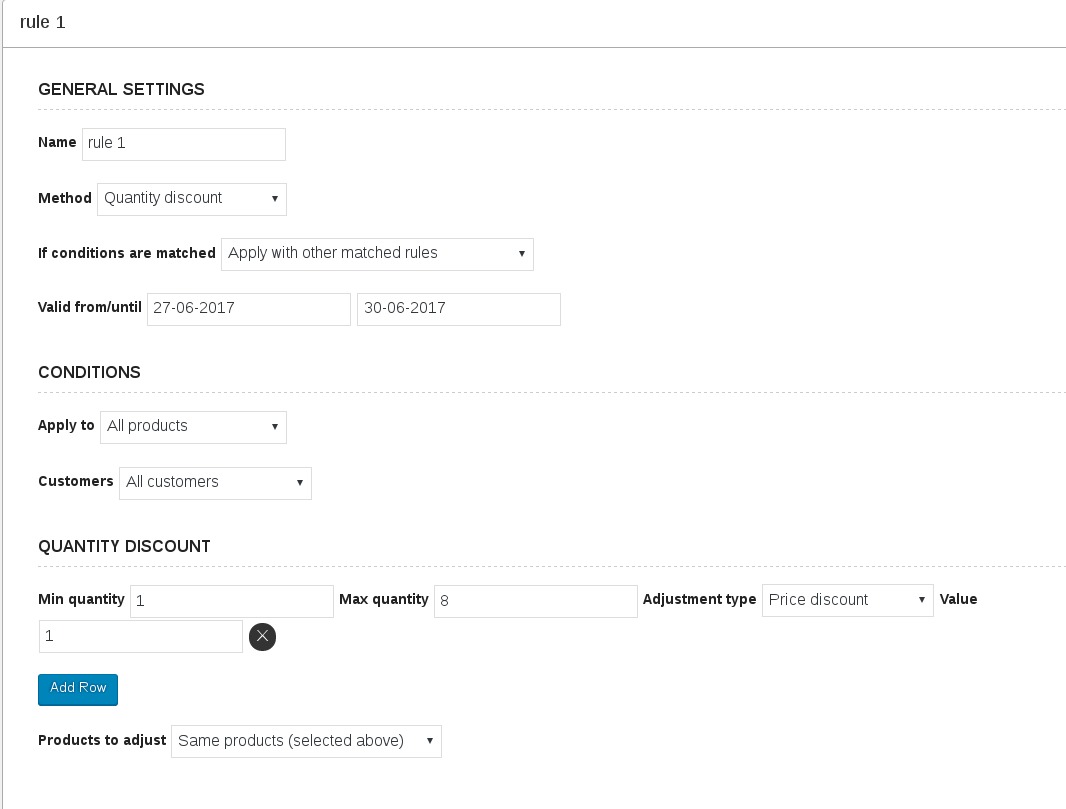 rule 1
GENERAL SETTINGS
Name rule 1
Method Quantity discount
If conditions are matched Apply with other matched rules
Valid from/until 27-06-2017 30-06-2017
CONDITIONS
Apply to All products
Customers All customers
QUANTITY DISCOUNT
Min quantity 1 Max quantity 8 Adjustment type Price discount Value
1
Add Row
Products to adjust Same products (selected above)